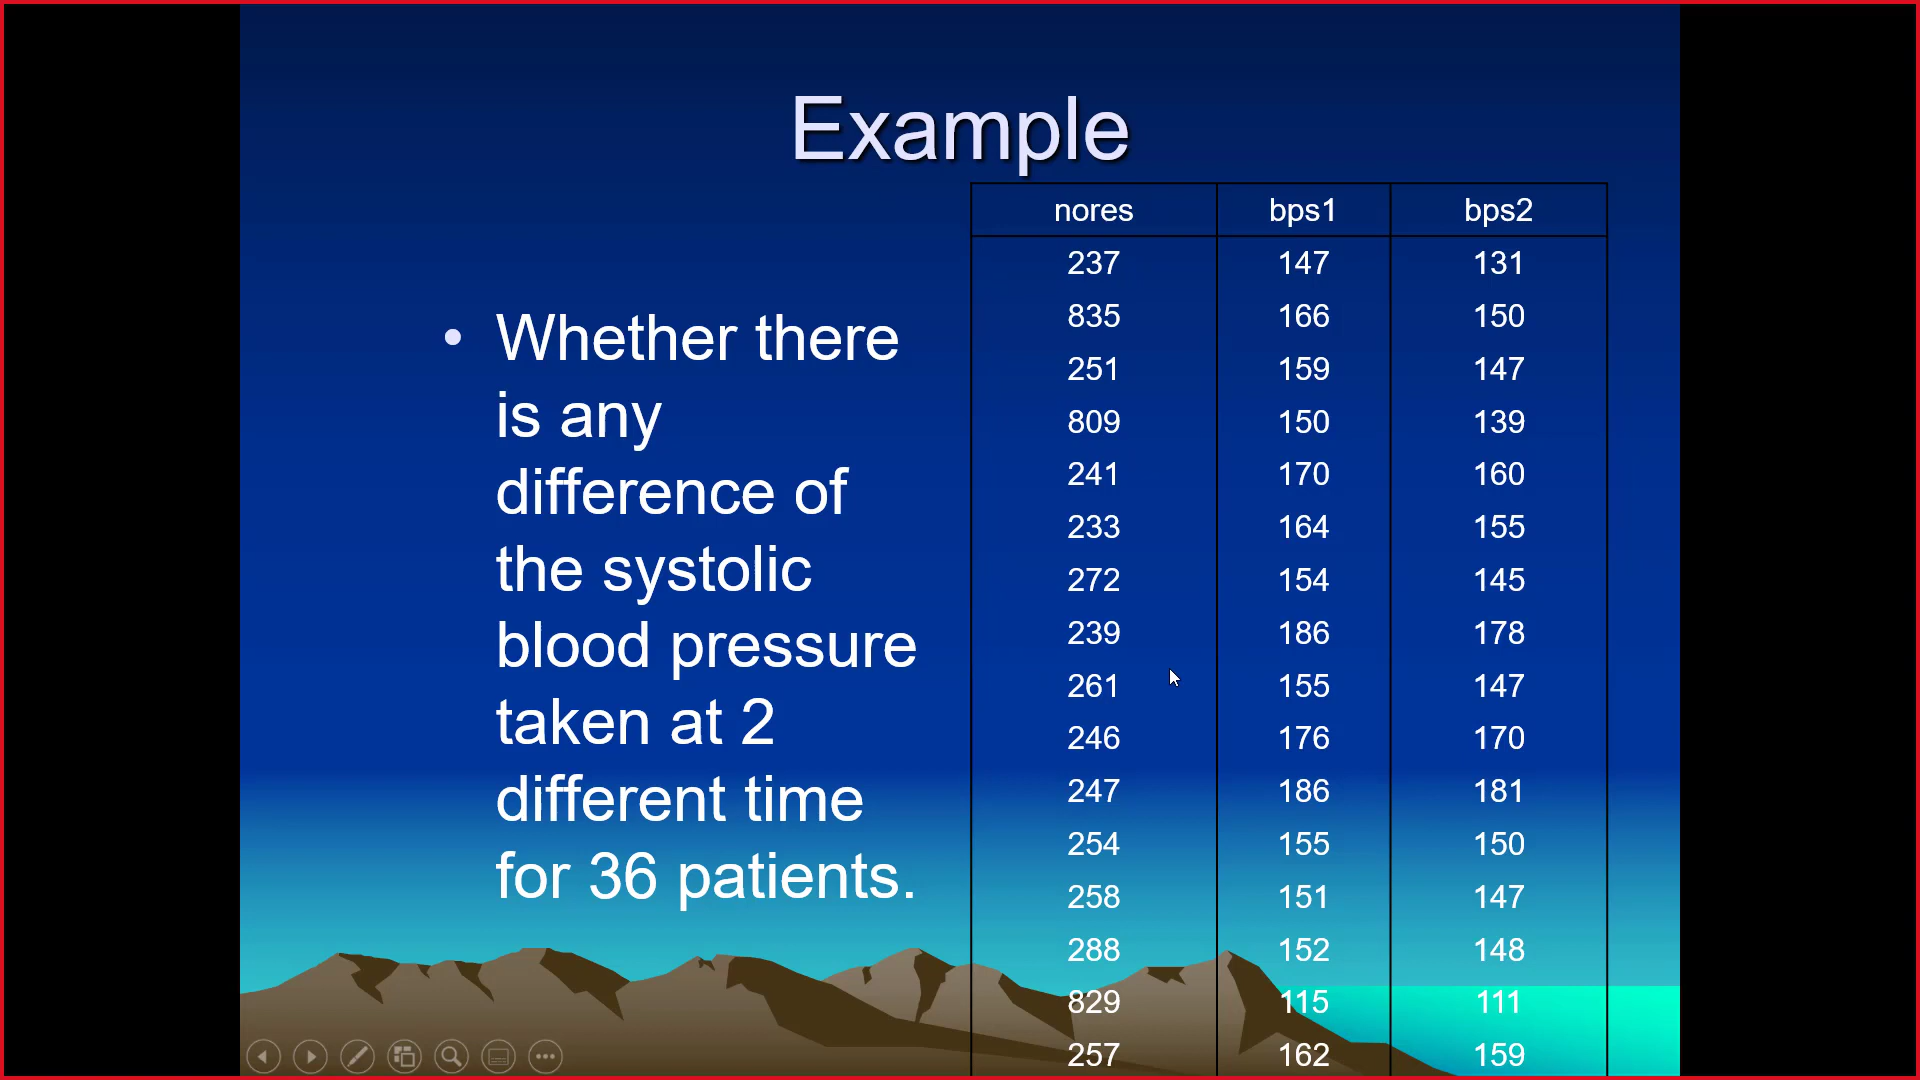 Example
• Whether there
is any
difference of
the systolic
blood pressure
taken at 2
different time
for 36 patients.
nores bps1 bps2
237 147 131
835 166 150
251 159 147
809 150 139
241 170 160
233 164 155
272 154 145
239 186 178
261 155 147
246 176 170
247 186 181
254 155 150
258 151 147
288 152 148
829 115 111
257 162 159